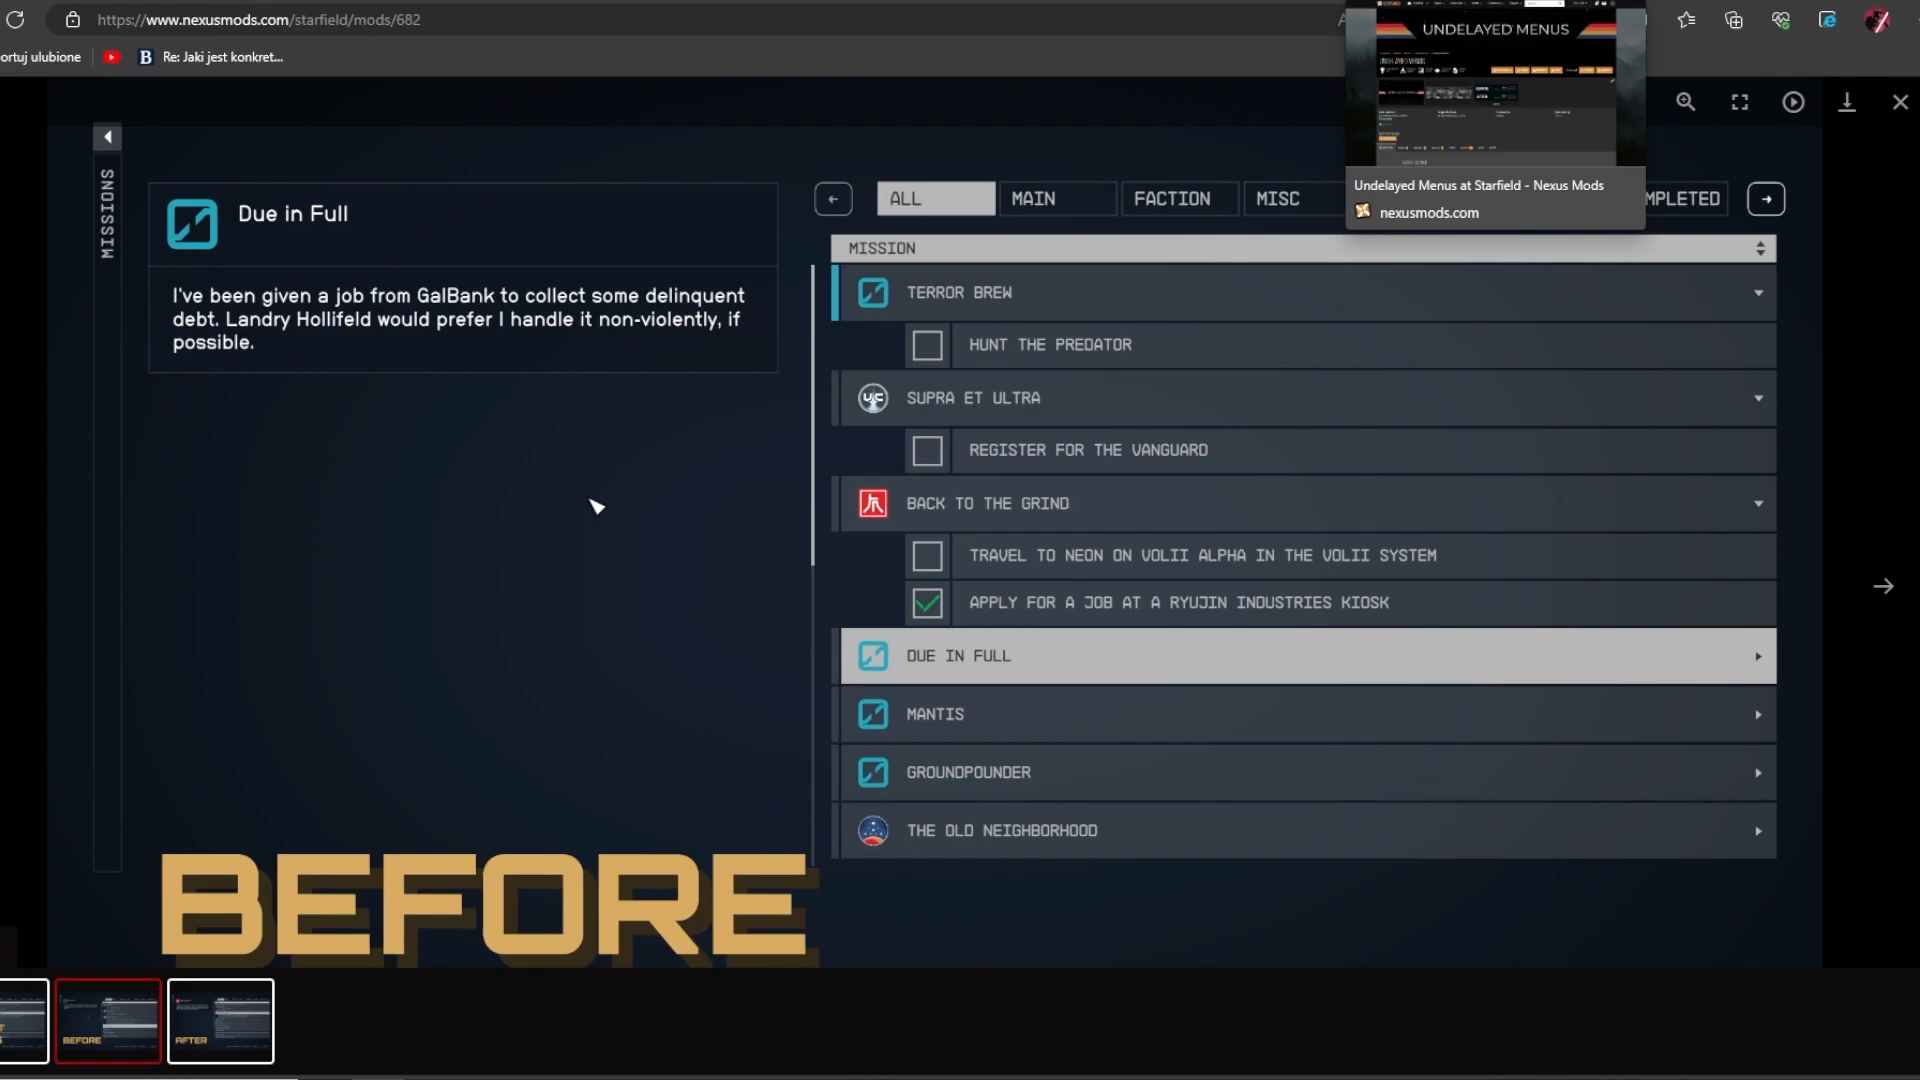 https://www.nexusmods.com/starfield/mods/682
ortuj ulubione
B Re: Jaki jest konkret...
UNDELAYED MENUS
Undelayed Menus at Starfield - Nexus Mods
nexusmods.com
MISSIONS
Due in Full
I've been given a job from GalBank to collect some delinquent
debt. Landry Hollifeld would prefer I handle it non-violently, if
possible.
ALL MAIN FACTION MISC MPLETED
MISSION
TERROR BREW
HUNT THE PREDATOR
UC SUPRA ET ULTRA
REGISTER FOR THE VANGUARD
BACK TO THE GRIND
TRAVEL TO NEON ON VOLII ALPHA IN THE VOLII SYSTEM
APPLY FOR A JOB AT A RYUJIN INDUSTRIES KIOSK
DUE IN FULL
MANTIS
GROUNDPOUNDER
THE OLD NEIGHBORHOOD
BEFORE
BEFORE
AFTER